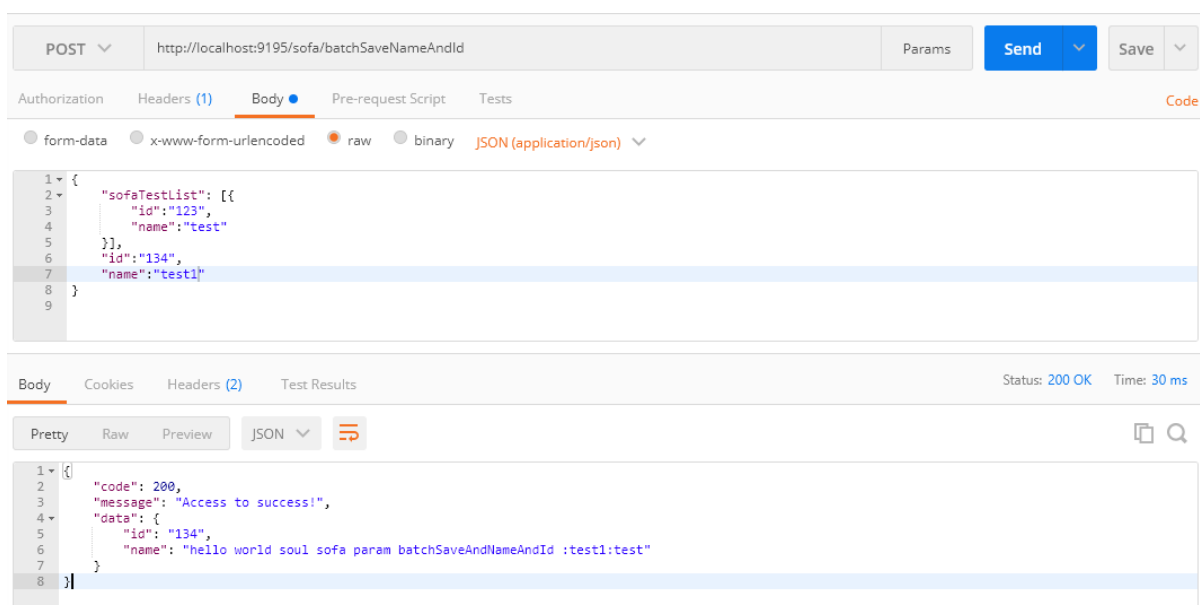 POST http://localhost:9195/sofa/batchSaveNameAndId Params Send Save
Authorization Headers (1) Body Pre-request Script Tests Code
form-data x-www-form-urlencoded raw binary JSON (application/json)
1 {
2 "sofaTestList": [{
3 "id":"123",
4 "name":"test"
5 }],
6 "id":"134",
7 "name":"test1"
8 }
9
Body Cookies Headers (2) Test Results Status: 200 OK Time: 30 ms
Pretty Raw Preview JSON
1 {
2 "code": 200,
3 "message": "Access to success!",
4 "data": {
5 "id": "134",
6 "name": "hello world soul sofa param batchSaveAndNameAndId :test1:test"
7 }
8 }